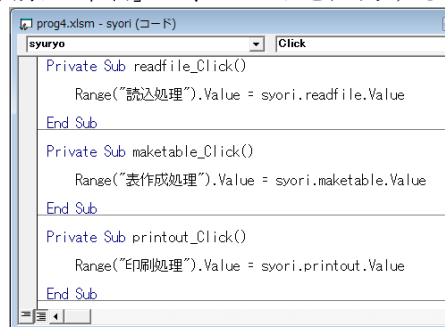 prog4.xlsm - syori (コード)
syuryo Click
Private Sub readfile_Click()
Range("読込処理").Value = syori.readfile.Value
End Sub
Private Sub maketable_Click()
Range("表作成処理").Value = syori.maketable.Value
End Sub
Private Sub printout_Click()
Range("印刷処理").Value = syori.printout.Value
End Sub